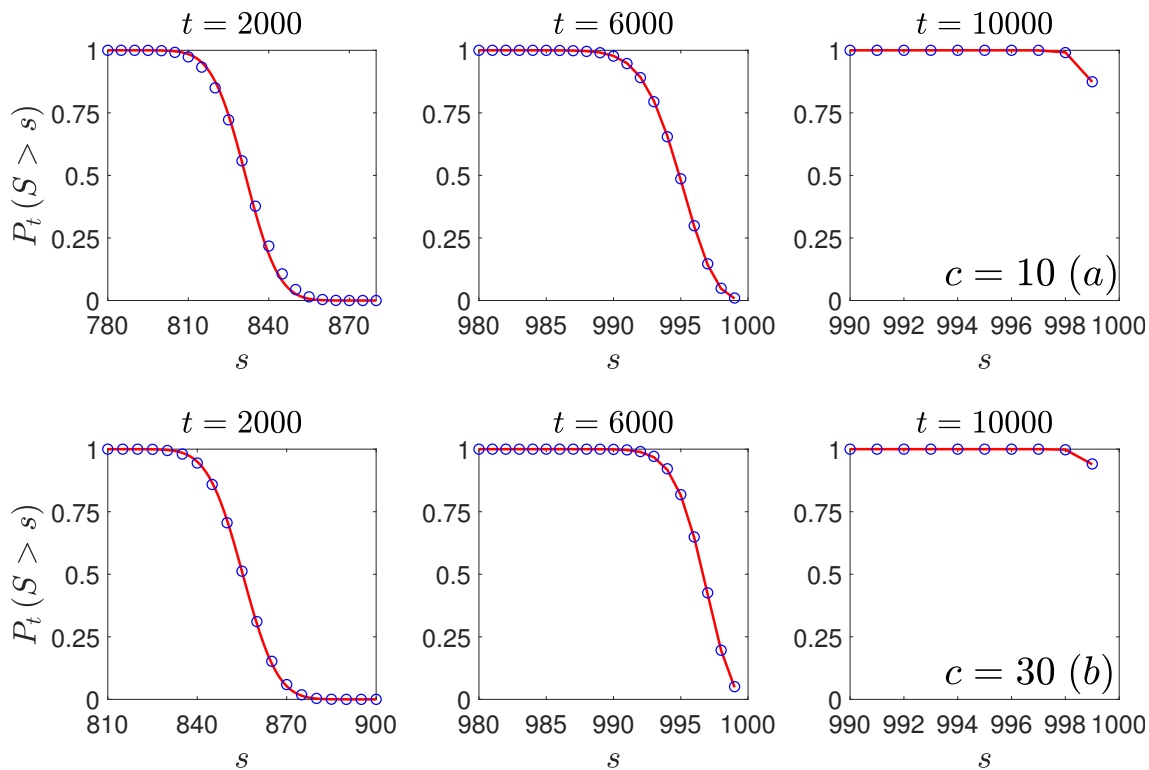 t = 2000
t = 6000
t = 10000
P_t(S > s)
1
0.75
0.5
0.25
0
780 810 840 870
s
1
0.75
0.5
0.25
0
980 985 990 995 1000
s
1
0.75
0.5
0.25
0
c = 10 (a)
990 992 994 996 998 1000
s
t = 2000
t = 6000
t = 10000
P_t(S > s)
1
0.75
0.5
0.25
0
810 840 870 900
s
1
0.75
0.5
0.25
0
980 985 990 995 1000
s
1
0.75
0.5
0.25
0
c = 30 (b)
990 992 994 996 998 1000
s